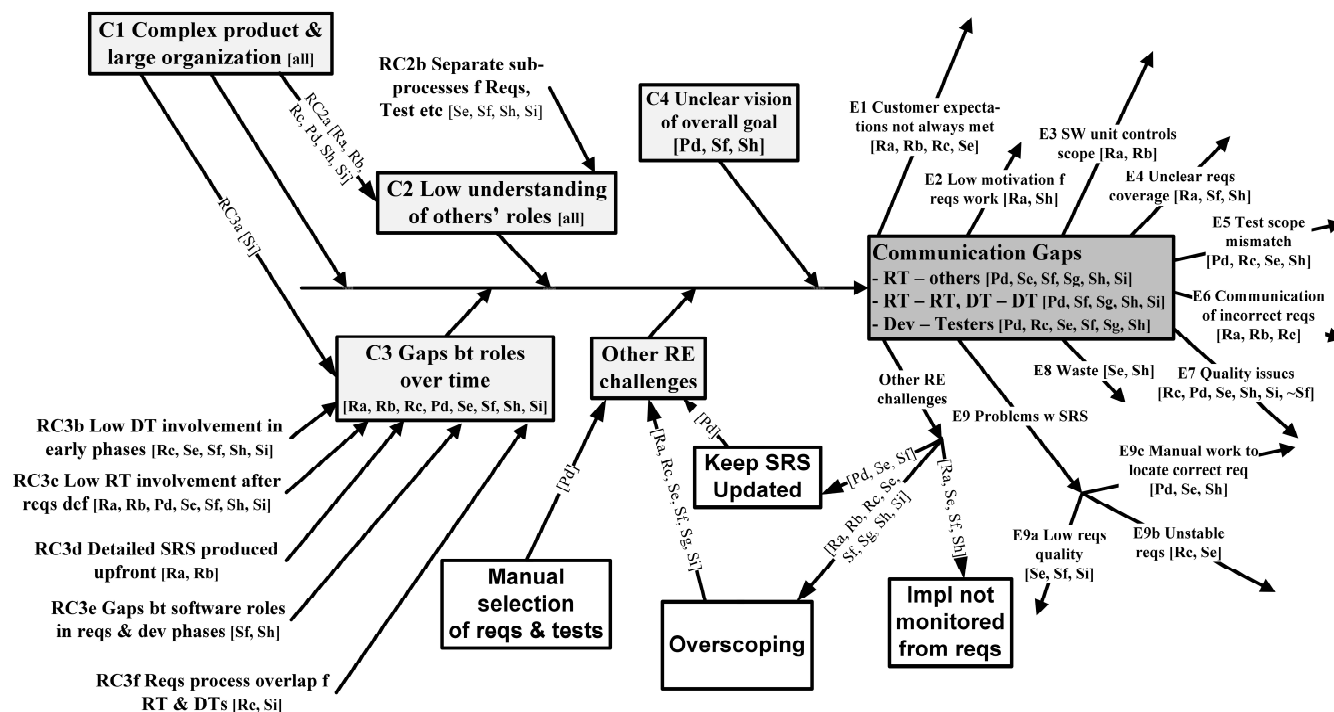 C1 Complex product &
large organization [all]
RC2a [Ra, Rb,
Rc, Pd, Sh, Si]
RC2b Separate sub-
processes f Reqs,
Test etc [Se, Sf, Sh, Si]
C2 Low understanding
of others' roles [all]
C4 Unclear vision
of overall goal
[Pd, Sf, Sh]
RC3a [Si]
E1 Customer expecta-
tions not always met
[Ra, Rb, Rc, Se]
E2 Low motivation f
reqs work [Ra, Sh]
E3 SW unit controls
scope [Ra, Rb]
E4 Unclear reqs
coverage [Ra, Sf, Sh]
E5 Test scope
mismatch
[Pd, Rc, Se, Sh]
E6 Communication
of incorrect reqs
[Ra, Rb, Rc]
E7 Quality issues
[Rc, Pd, Se, Sh, Si, ~Sf]
Communication Gaps
- RT – others [Pd, Se, Sf, Sg, Sh, Si]
- RT – RT, DT – DT [Pd, Sf, Sg, Sh, Si]
- Dev – Testers [Pd, Rc, Se, Sf, Sg, Sh]
C3 Gaps bt roles
over time
[Ra, Rb, Rc, Pd, Se, Sf, Sh, Si]
Other RE
challenges
RC3b Low DT involvement in
early phases [Rc, Se, Sf, Sh, Si]
RC3c Low RT involvement after
reqs def [Ra, Rb, Pd, Se, Sf, Sh, Si]
RC3d Detailed SRS produced
upfront [Ra, Rb]
RC3e Gaps bt software roles
in reqs & dev phases [Sf, Sh]
RC3f Reqs process overlap f
RT & DTs [Rc, Si]
[Pd]
Manual
selection
of reqs & tests
[Ra, Rc, Se, Sf, Sg, Si]
[Pd]
Keep SRS
Updated
Overscoping
Other RE
challenges
[Pd, Se, Sf]
[Ra, Rb, Rc, Se,
Sf, Sg, Sh, Si]
[Ra, Se, Sf, Sh]
Impl not
monitored
from reqs
E8 Waste [Se, Sh]
E9 Problems w SRS
E9a Low reqs
quality
[Se, Sf, Si]
E9b Unstable
reqs [Rc, Se]
E9c Manual work to
locate correct req
[Pd, Se, Sh]